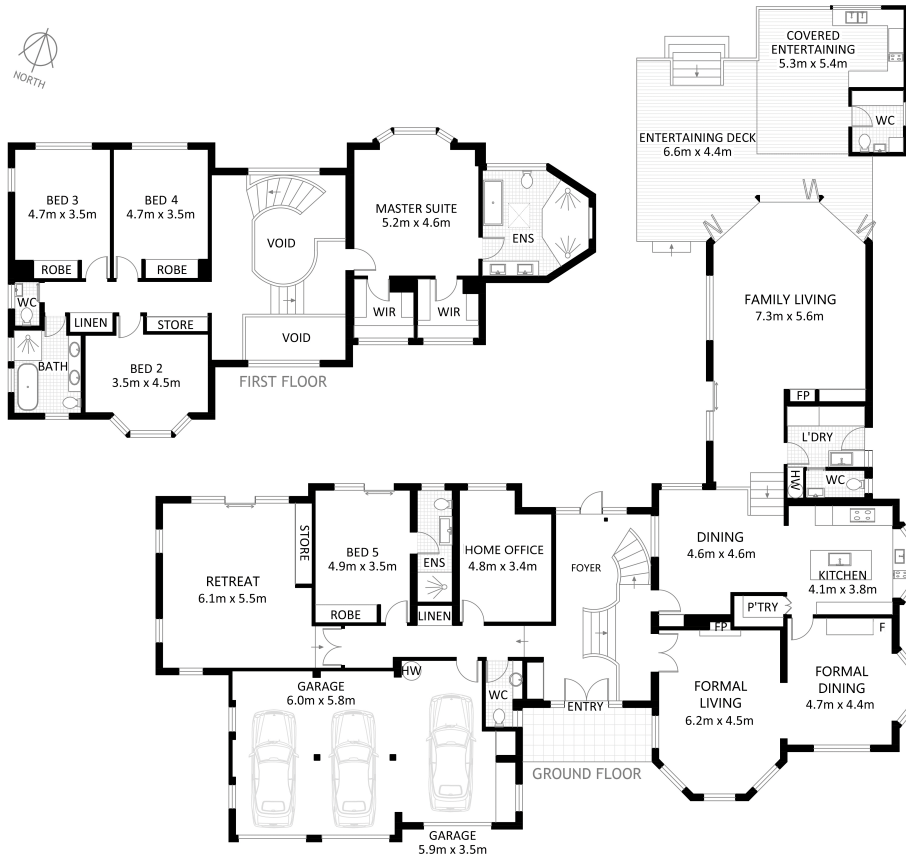 NORTH
COVERED
ENTERTAINING
5.3m x 5.4m
WC
ENTERTAINING DECK
6.6m x 4.4m
BED 3
4.7m x 3.5m
BED 4
4.7m x 3.5m
ROBE
ROBE
VOID
MASTER SUITE
5.2m x 4.6m
ENS
WC
LINEN
STORE
WIR
WIR
VOID
BATH
BED 2
3.5m x 4.5m
FIRST FLOOR
FAMILY LIVING
7.3m x 5.6m
FP
L'DRY
HW
WC
STORE
RETREAT
6.1m x 5.5m
BED 5
4.9m x 3.5m
ROBE
ENS
LINEN
HOME OFFICE
4.8m x 3.4m
FOYER
DINING
4.6m x 4.6m
KITCHEN
4.1m x 3.8m
P'TRY
FP
F
HW
GARAGE
6.0m x 5.8m
WC
ENTRY
FORMAL
LIVING
6.2m x 4.5m
FORMAL
DINING
4.7m x 4.4m
GROUND FLOOR
GARAGE
5.9m x 3.5m